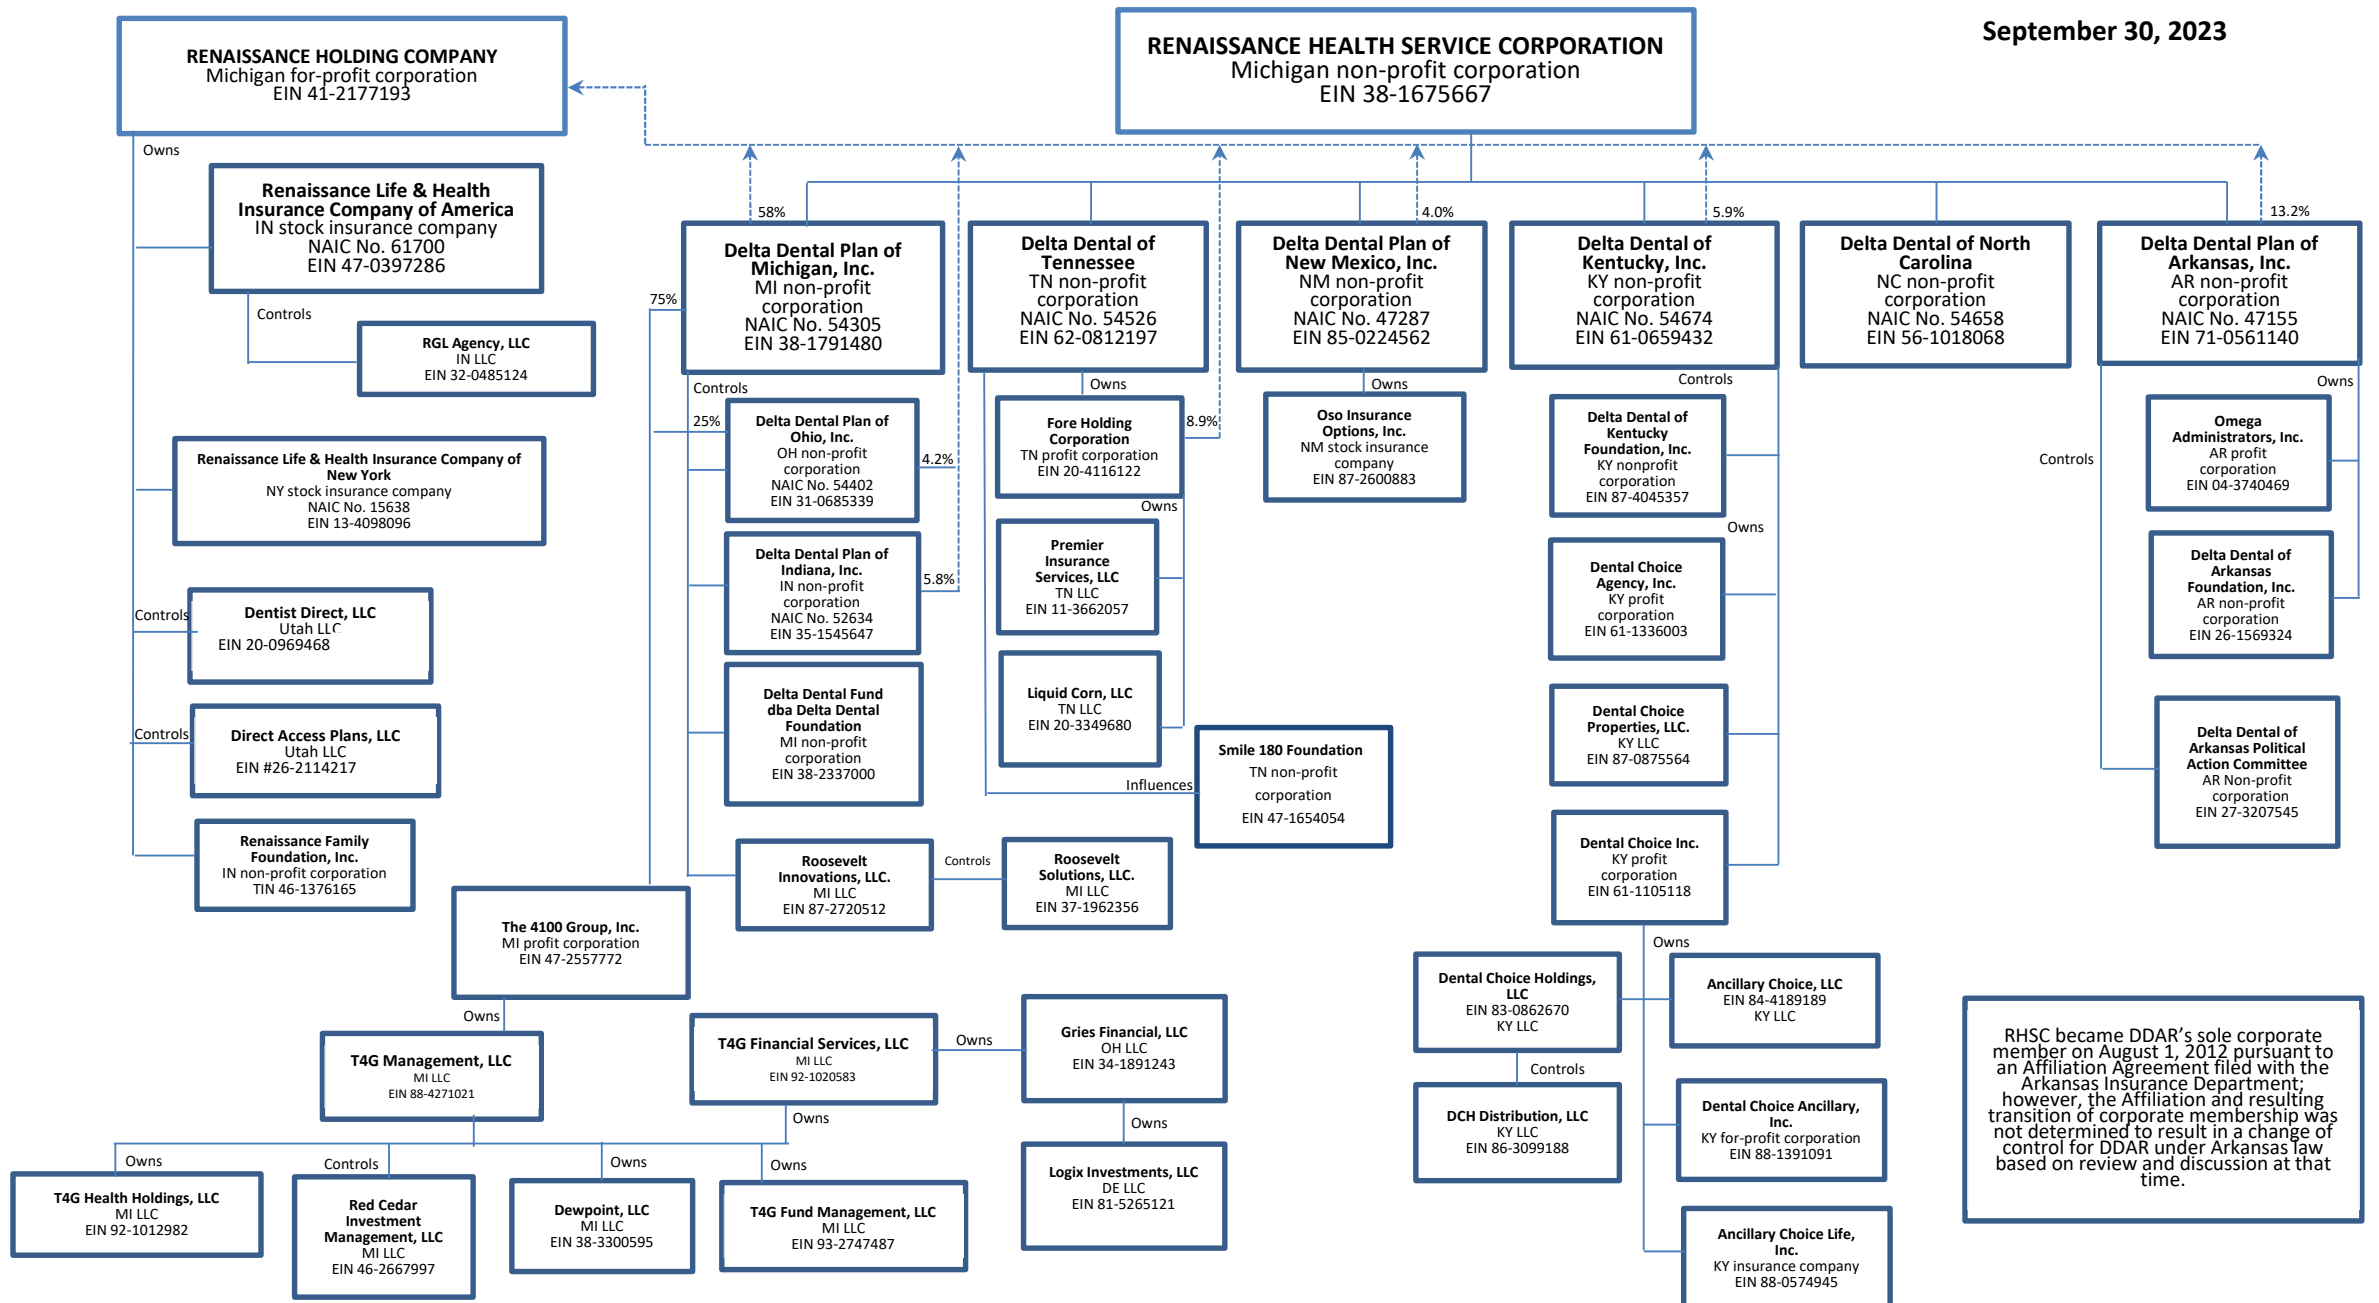 September 30, 2023
RENAISSANCE HOLDING COMPANY
Michigan for-profit corporation
EIN 41-2177193
RENAISSANCE HEALTH SERVICE CORPORATION
Michigan non-profit corporation
EIN 38-1675667
Owns
Renaissance Life & Health
Insurance Company of America
IN stock insurance company
NAIC No. 61700
EIN 47-0397286
Controls
RGL Agency, LLC
IN LLC
EIN 32-0485124
Renaissance Life & Health Insurance Company of
New York
NY stock insurance company
NAIC No. 15638
EIN 13-4098096
Controls
Dentist Direct, LLC
Utah LLC
EIN 20-0969468
Controls
Direct Access Plans, LLC
Utah LLC
EIN #26-2114217
Renaissance Family
Foundation, Inc.
IN non-profit corporation
TIN 46-1376165
58%
Delta Dental Plan of
Michigan, Inc.
MI non-profit
corporation
NAIC No. 54305
EIN 38-1791480
75%
Controls
25%
Delta Dental Plan of
Ohio, Inc.
OH non-profit
corporation
NAIC No. 54402
EIN 31-0685339
4.2%
Delta Dental Plan of
Indiana, Inc.
IN non-profit
corporation
NAIC No. 52634
EIN 35-1545647
5.8%
Delta Dental Fund
dba Delta Dental
Foundation
MI non-profit
corporation
EIN 38-2337000
Roosevelt
Innovations, LLC.
MI LLC
EIN 87-2720512
Controls
Roosevelt
Solutions, LLC.
MI LLC
EIN 37-1962356
Delta Dental of
Tennessee
TN non-profit
corporation
NAIC No. 54526
EIN 62-0812197
Owns
Fore Holding
Corporation
TN profit corporation
EIN 20-4116122
8.9%
Owns
Premier
Insurance
Services, LLC
TN LLC
EIN 11-3662057
Liquid Corn, LLC
TN LLC
EIN 20-3349680
Influences
Smile 180 Foundation
TN non-profit
corporation
EIN 47-1654054
4.0%
Delta Dental Plan of
New Mexico, Inc.
NM non-profit
corporation
NAIC No. 47287
EIN 85-0224562
Owns
Oso Insurance
Options, Inc.
NM stock insurance
company
EIN 87-2600883
5.9%
Delta Dental of
Kentucky, Inc.
KY non-profit
corporation
NAIC No. 54674
EIN 61-0659432
Controls
Delta Dental of
Kentucky
Foundation, Inc.
KY nonprofit
corporation
EIN 87-4045357
Owns
Dental Choice
Agency, Inc.
KY profit
corporation
EIN 61-1336003
Dental Choice
Properties, LLC.
KY LLC
EIN 87-0875564
Dental Choice Inc.
KY profit
corporation
EIN 61-1105118
Owns
Dental Choice Holdings,
LLC
EIN 83-0862670
KY LLC
Controls
DCH Distribution, LLC
KY LLC
EIN 86-3099188
Ancillary Choice, LLC
EIN 84-4189189
KY LLC
Dental Choice Ancillary,
Inc.
KY for-profit corporation
EIN 88-1391091
Ancillary Choice Life,
Inc.
KY insurance company
EIN 88-0574945
Delta Dental of North
Carolina
NC non-profit
corporation
NAIC No. 54658
EIN 56-1018068
13.2%
Delta Dental Plan of
Arkansas, Inc.
AR non-profit
corporation
NAIC No. 47155
EIN 71-0561140
Owns
Omega
Administrators, Inc.
AR profit
corporation
EIN 04-3740469
Controls
Delta Dental of
Arkansas
Foundation, Inc.
AR non-profit
corporation
EIN 26-1569324
Delta Dental of
Arkansas Political
Action Committee
AR Non-profit
corporation
EIN 27-3207545
The 4100 Group, Inc.
MI profit corporation
EIN 47-2557772
Owns
T4G Management, LLC
MI LLC
EIN 88-4271021
T4G Financial Services, LLC
MI LLC
EIN 92-1020583
Owns
Gries Financial, LLC
OH LLC
EIN 34-1891243
Owns
Owns
Logix Investments, LLC
DE LLC
EIN 81-5265121
Owns
T4G Health Holdings, LLC
MI LLC
EIN 92-1012982
Controls
Red Cedar
Investment
Management, LLC
MI LLC
EIN 46-2667997
Owns
Dewpoint, LLC
MI LLC
EIN 38-3300595
Owns
T4G Fund Management, LLC
MI LLC
EIN 93-2747487
RHSC became DDAR’s sole corporate
member on August 1, 2012 pursuant to
an Affiliation Agreement filed with the
Arkansas Insurance Department;
however, the Affiliation and resulting
transition of corporate membership was
not determined to result in a change of
control for DDAR under Arkansas law
based on review and discussion at that
time.